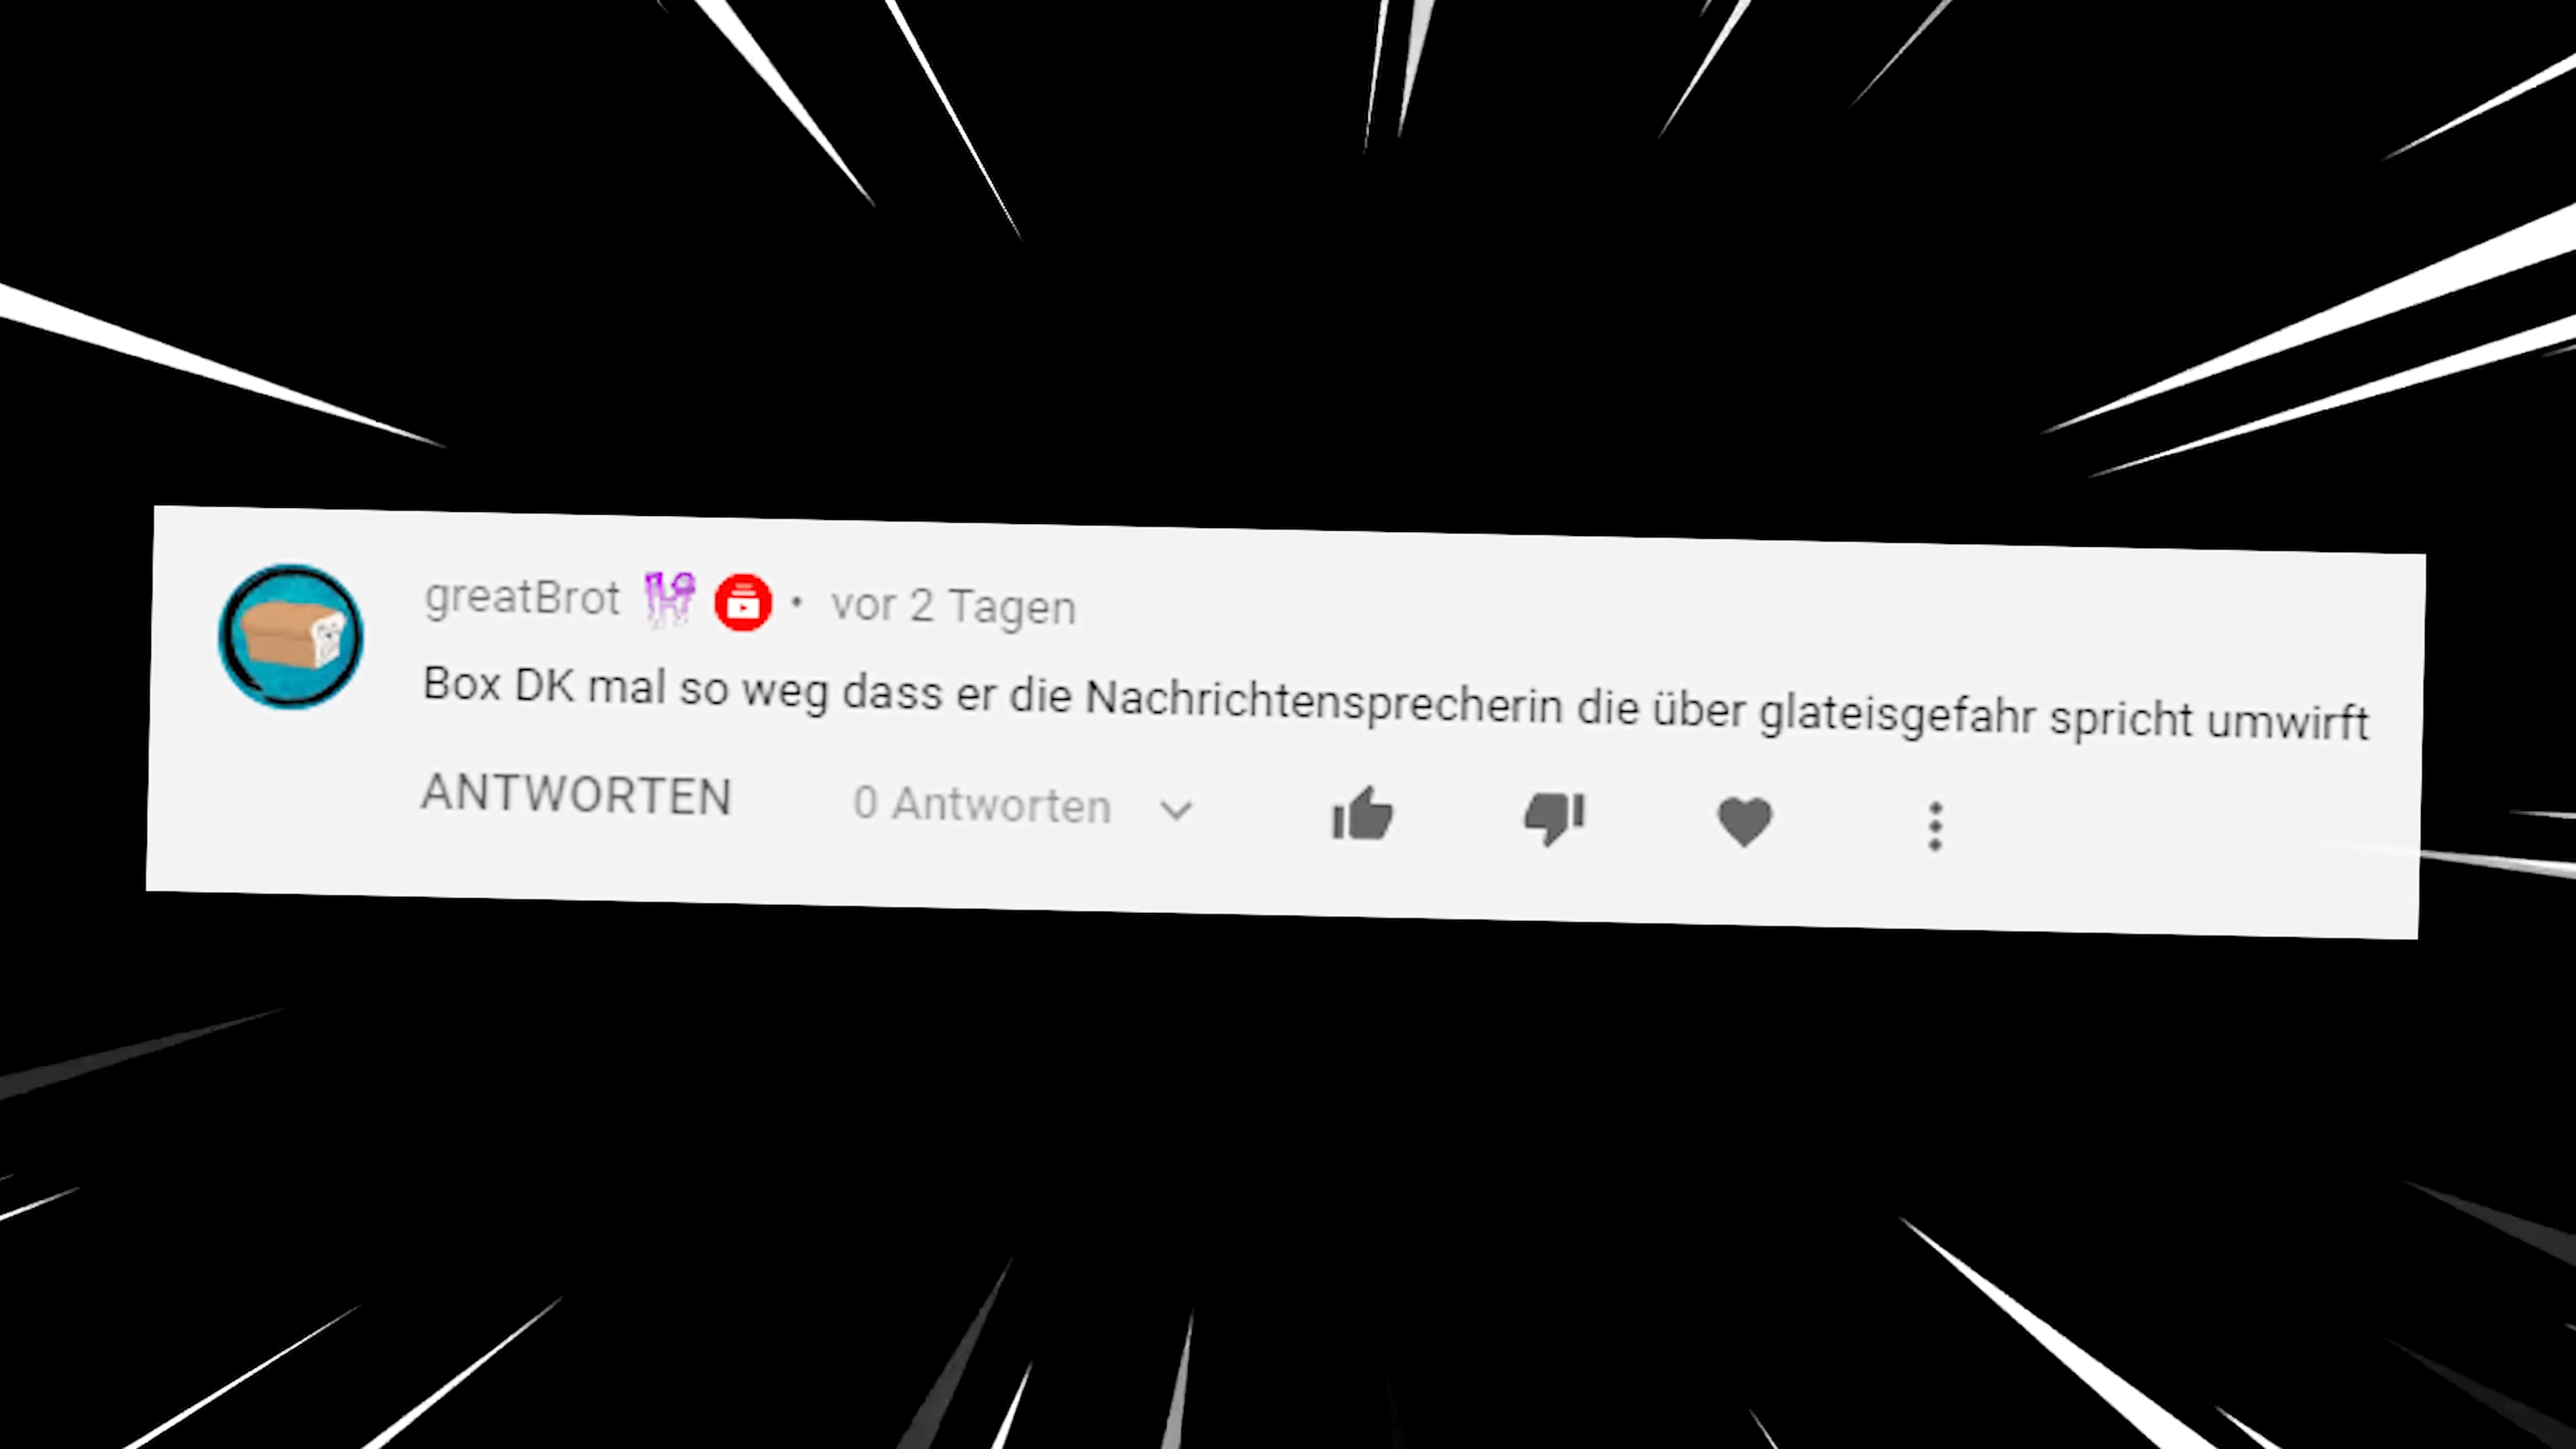 greatBrot • vor 2 Tagen
Box DK mal so weg dass er die Nachrichtensprecherin die über glateisgefahr spricht umwirft
ANTWORTEN 0 Antworten